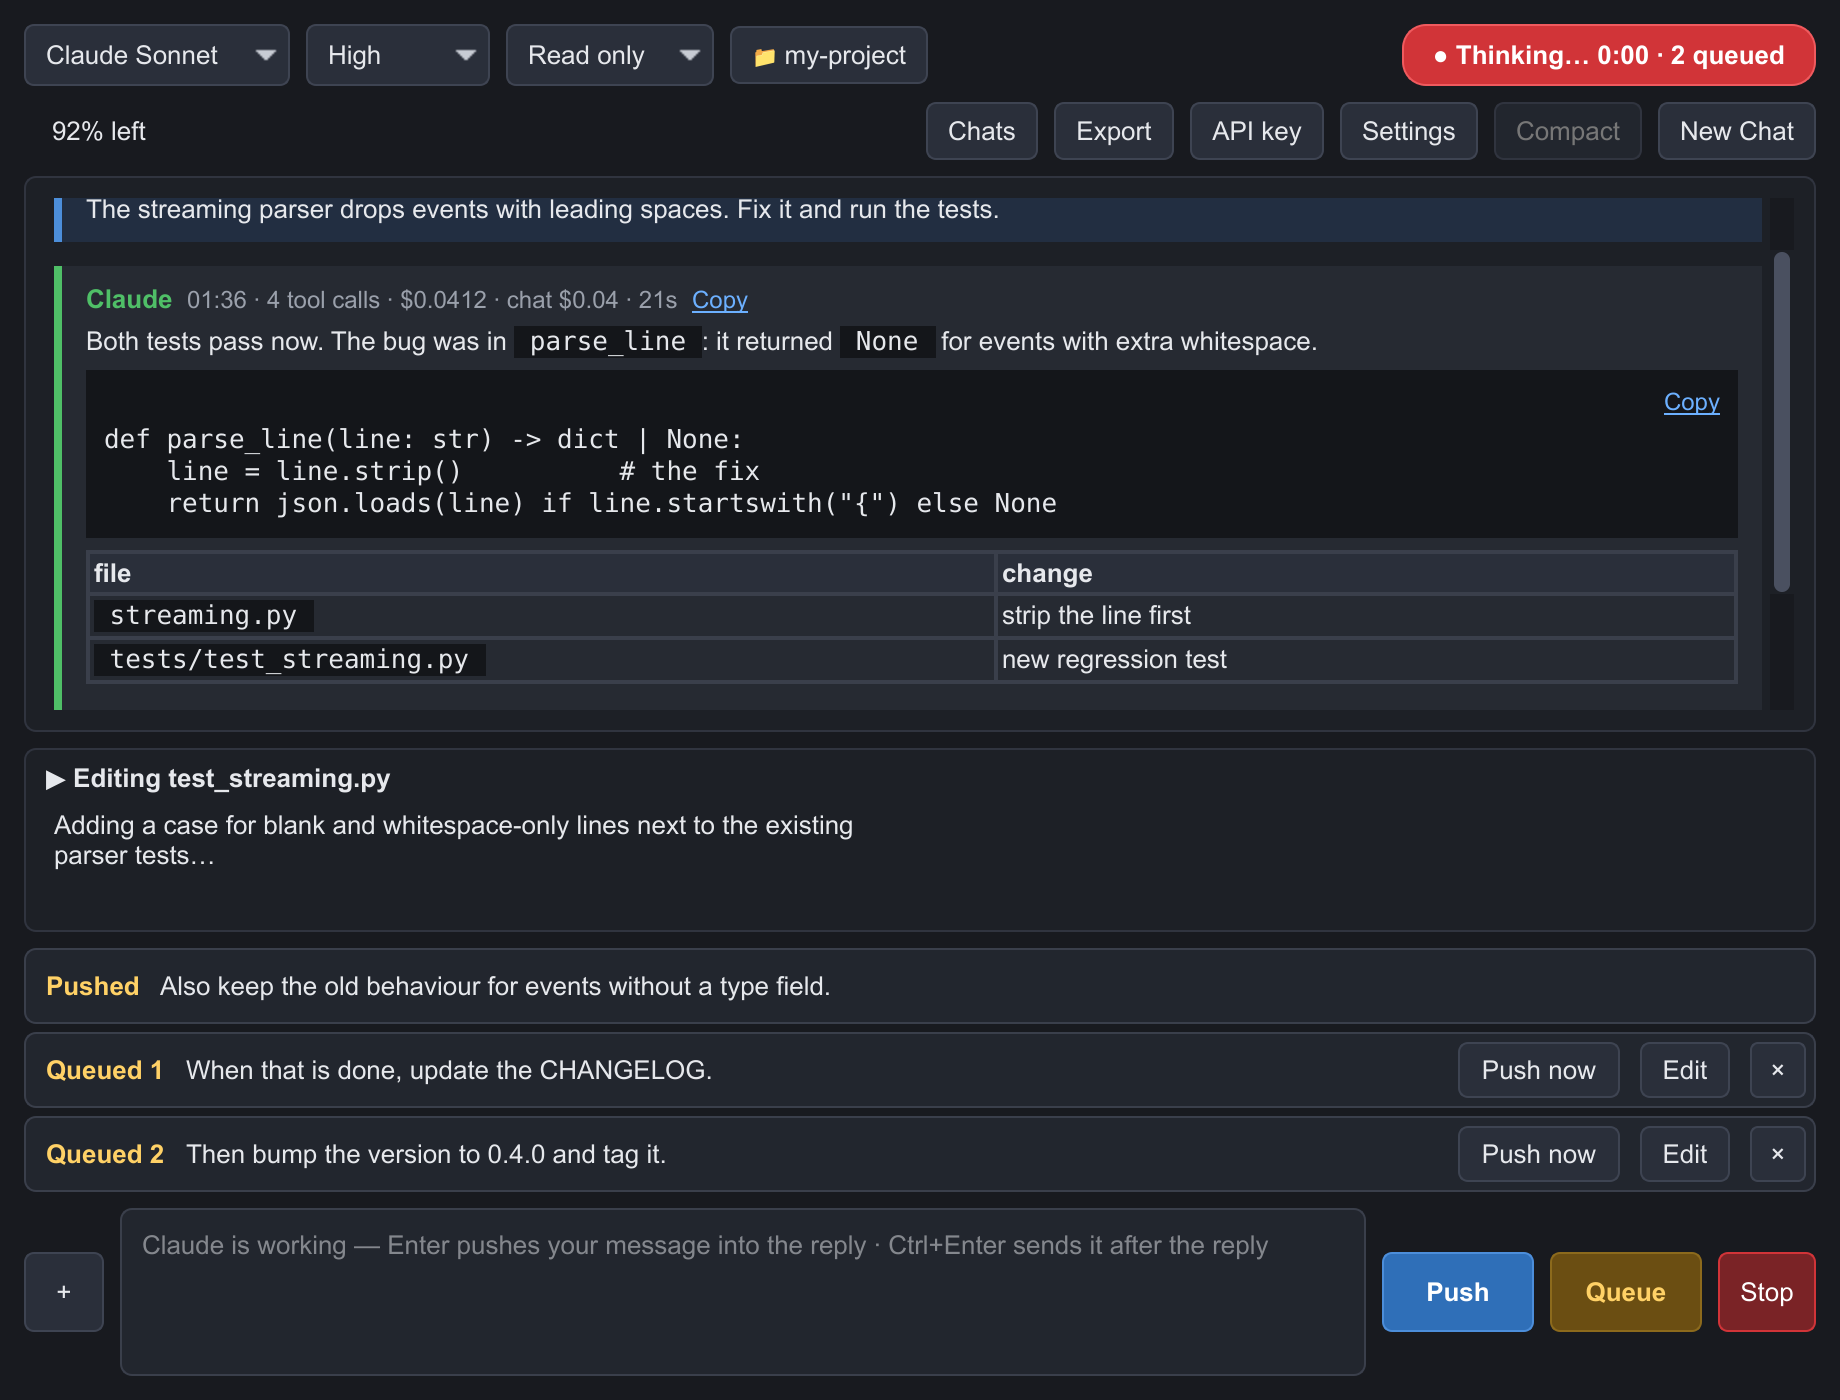 Claude Sonnet High Read only my-project ● Thinking… 0:00 · 2 queued
92% left Chats Export API key Settings Compact New Chat
The streaming parser drops events with leading spaces. Fix it and run the tests.
Claude 01:36 · 4 tool calls · $0.0412 · chat $0.04 · 21s Copy
Both tests pass now. The bug was in parse_line : it returned None for events with extra whitespace.
Copy
def parse_line(line: str) -> dict | None:
    line = line.strip()          # the fix
    return json.loads(line) if line.startswith("{") else None
file change
streaming.py strip the line first
tests/test_streaming.py new regression test
▶ Editing test_streaming.py
Adding a case for blank and whitespace-only lines next to the existing
parser tests…
Pushed Also keep the old behaviour for events without a type field.
Queued 1 When that is done, update the CHANGELOG. Push now Edit ×
Queued 2 Then bump the version to 0.4.0 and tag it. Push now Edit ×
Claude is working — Enter pushes your message into the reply · Ctrl+Enter sends it after the reply
+ Push Queue Stop